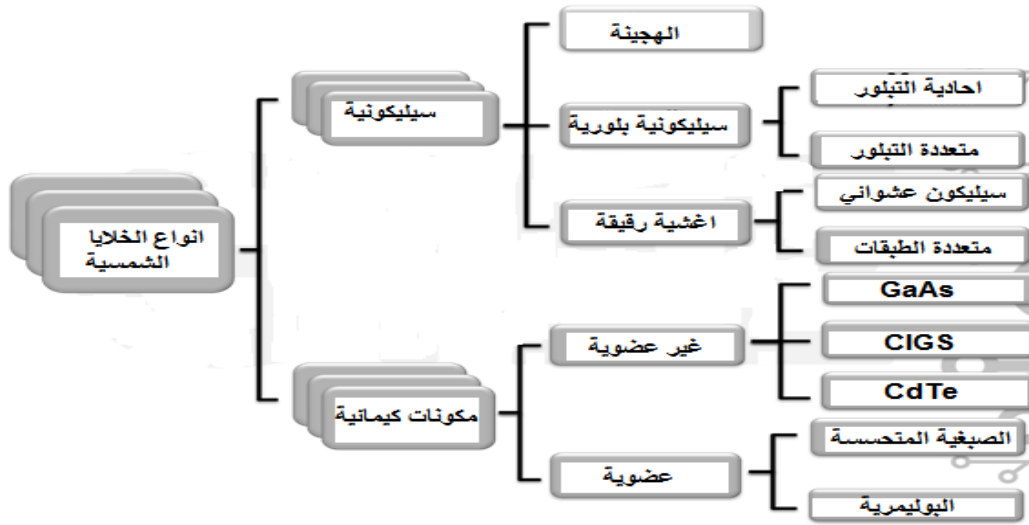 انواع الخلايا
الشمسية
سيليكونية
الهجينة
سيليكونية بلورية
احادية التبلور
متعددة التبلور
اغشية رقيقة
سيليكون عشوائي
متعددة الطبقات
مكونات كيمائية
غير عضوية
GaAs
CIGS
CdTe
عضوية
الصبغية المتحسسة
البوليمرية